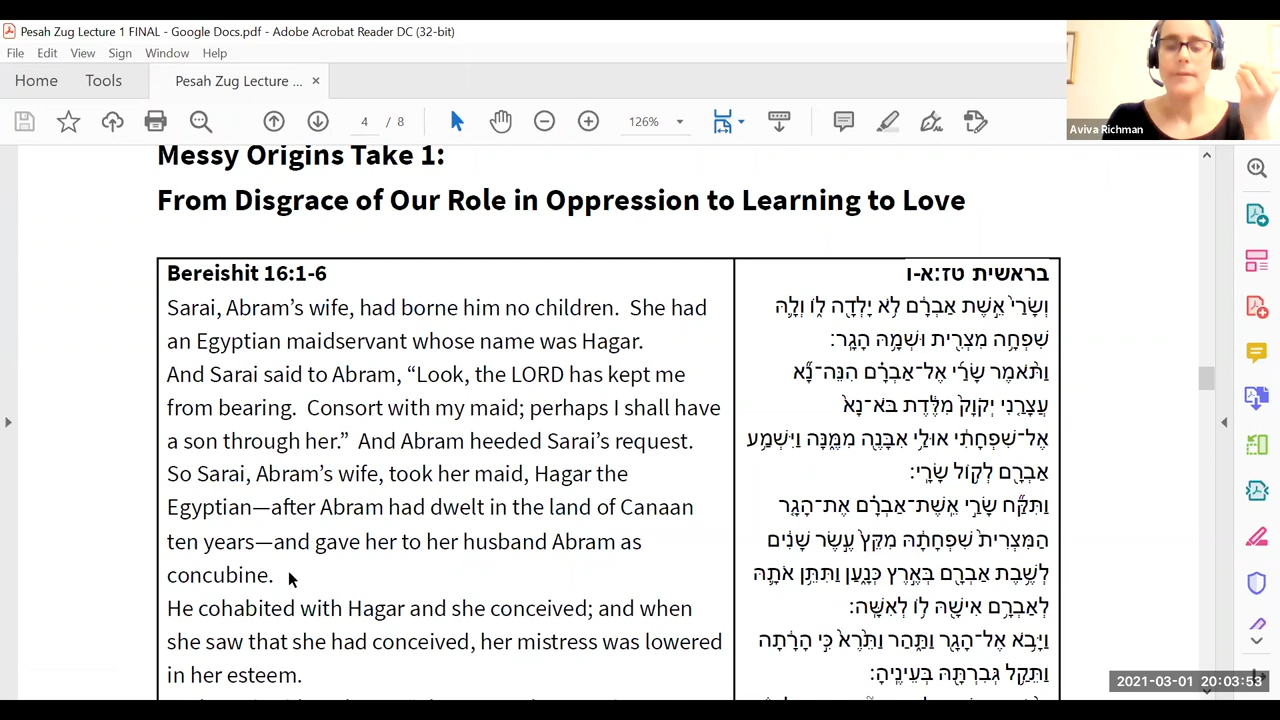 Pesah Zug Lecture 1 FINAL - Google Docs.pdf - Adobe Acrobat Reader DC (32-bit)
File Edit View Sign Window Help
Home Tools Pesah Zug Lecture ... ×
4 / 8 126%
Aviva Richman
Messy Origins Take 1:
From Disgrace of Our Role in Oppression to Learning to Love
Bereishit 16:1-6
Sarai, Abram’s wife, had borne him no children. She had
an Egyptian maidservant whose name was Hagar.
And Sarai said to Abram, “Look, the LORD has kept me
from bearing. Consort with my maid; perhaps I shall have
a son through her.” And Abram heeded Sarai’s request.
So Sarai, Abram’s wife, took her maid, Hagar the
Egyptian—after Abram had dwelt in the land of Canaan
ten years—and gave her to her husband Abram as
concubine.
He cohabited with Hagar and she conceived; and when
she saw that she had conceived, her mistress was lowered
in her esteem.
בראשית טז:א-ו
וְשָׂרַי֙ אֵ֣שֶׁת אַבְרָ֔ם לֹ֥א יָלְדָ֖ה ל֑וֹ וְלָ֛הּ
שִׁפְחָ֥ה מִצְרִ֖ית וּשְׁמָ֥הּ הָגָֽר׃
וַתֹּ֨אמֶר שָׂרַ֜י אֶל־אַבְרָ֗ם הִנֵּה־נָ֞א
עֲצָרַ֤נִי יְקֹוָק֙ מִלֶּ֔דֶת בֹּא־נָא֙
אֶל־שִׁפְחָתִ֔י אוּלַ֥י אִבָּנֶ֖ה מִמֶּ֑נָּה וַיִּשְׁמַ֥ע
אַבְרָ֖ם לְק֥וֹל שָׂרָֽי׃
וַתִּקַּ֞ח שָׂרַ֣י אֵֽשֶׁת־אַבְרָ֗ם אֶת־הָגָ֤ר
הַמִּצְרִית֙ שִׁפְחָתָ֔הּ מִקֵּץ֙ עֶ֣שֶׂר שָׁנִ֔ים
לְשֶׁ֥בֶת אַבְרָ֖ם בְּאֶ֣רֶץ כְּנָ֑עַן וַתִּתֵּ֥ן אֹתָ֛הּ
לְאַבְרָ֥ם אִישָׁ֖הּ ל֥וֹ לְאִשָּֽׁה׃
וַיָּבֹ֥א אֶל־הָגָ֖ר וַתַּ֑הַר וַתֵּ֙רֶא֙ כִּ֣י הָרָ֔תָה
וַתֵּקַ֥ל גְּבִרְתָּ֖הּ בְּעֵינֶֽיהָ׃
2021-03-01 20:03:53